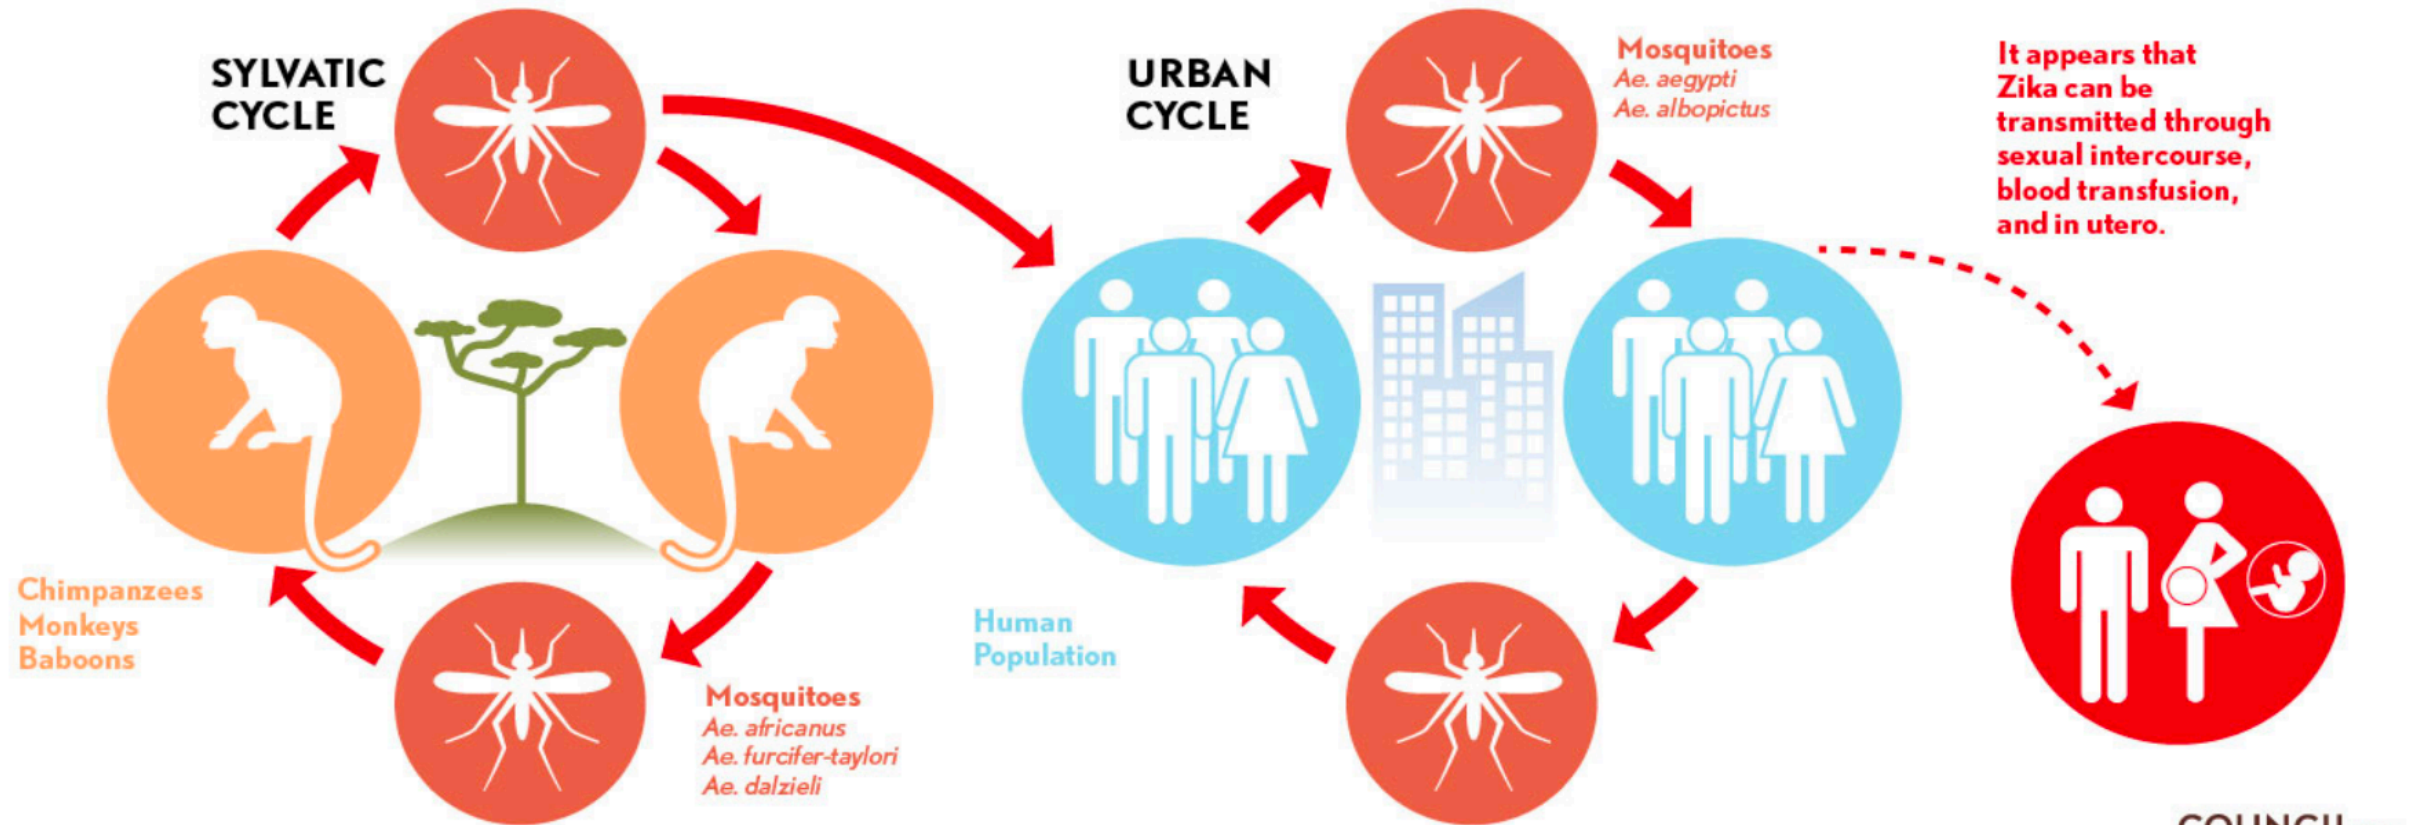 SYLVATIC
CYCLE
URBAN
CYCLE
Mosquitoes
Ae. aegypti
Ae. albopictus
It appears that
Zika can be
transmitted through
sexual intercourse,
blood transfusion,
and in utero.
Chimpanzees
Monkeys
Baboons
Mosquitoes
Ae. africanus
Ae. furcifer-taylori
Ae. dalzieli
Human
Population